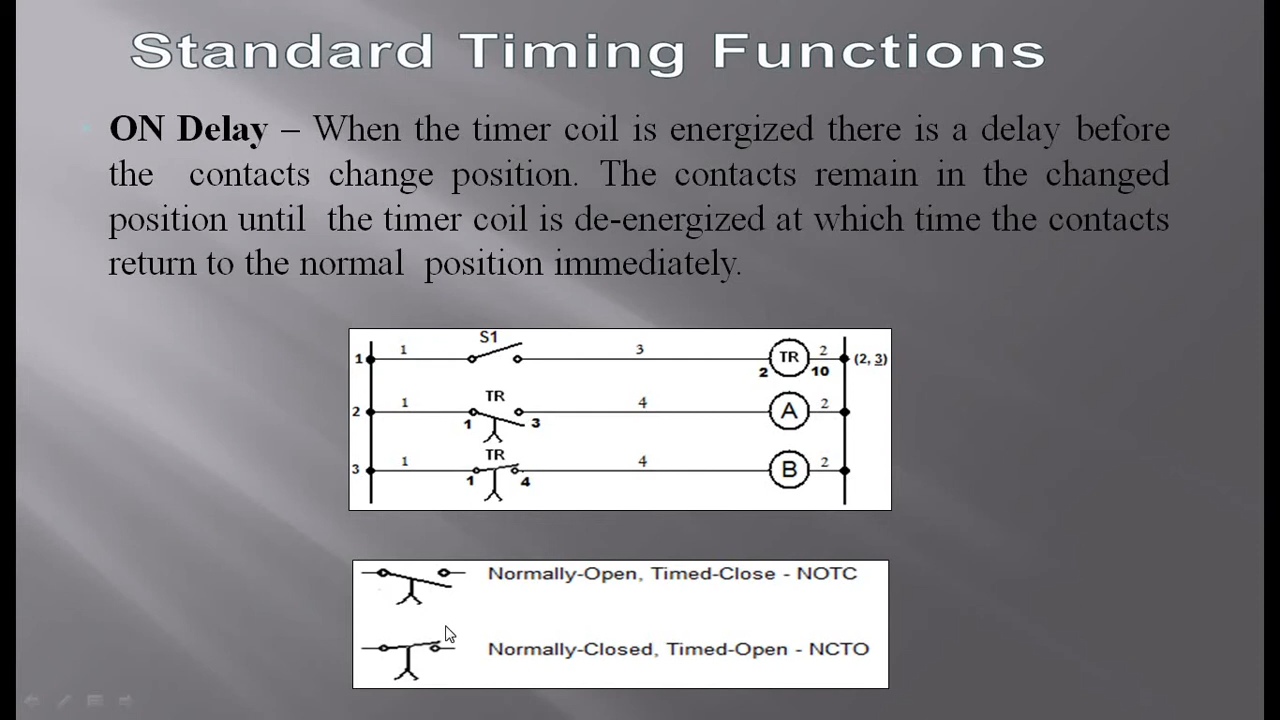 Standard Timing Functions
ON Delay – When the timer coil is energized there is a delay before
the contacts change position. The contacts remain in the changed
position until the timer coil is de-energized at which time the contacts
return to the normal position immediately.
S1
1 1 3 TR 2 (2, 3)
2 10
TR
2 1 4 A 2
1 3
TR
3 1 4 B 2
1 4
Normally-Open, Timed-Close - NOTC
Normally-Closed, Timed-Open - NCTO